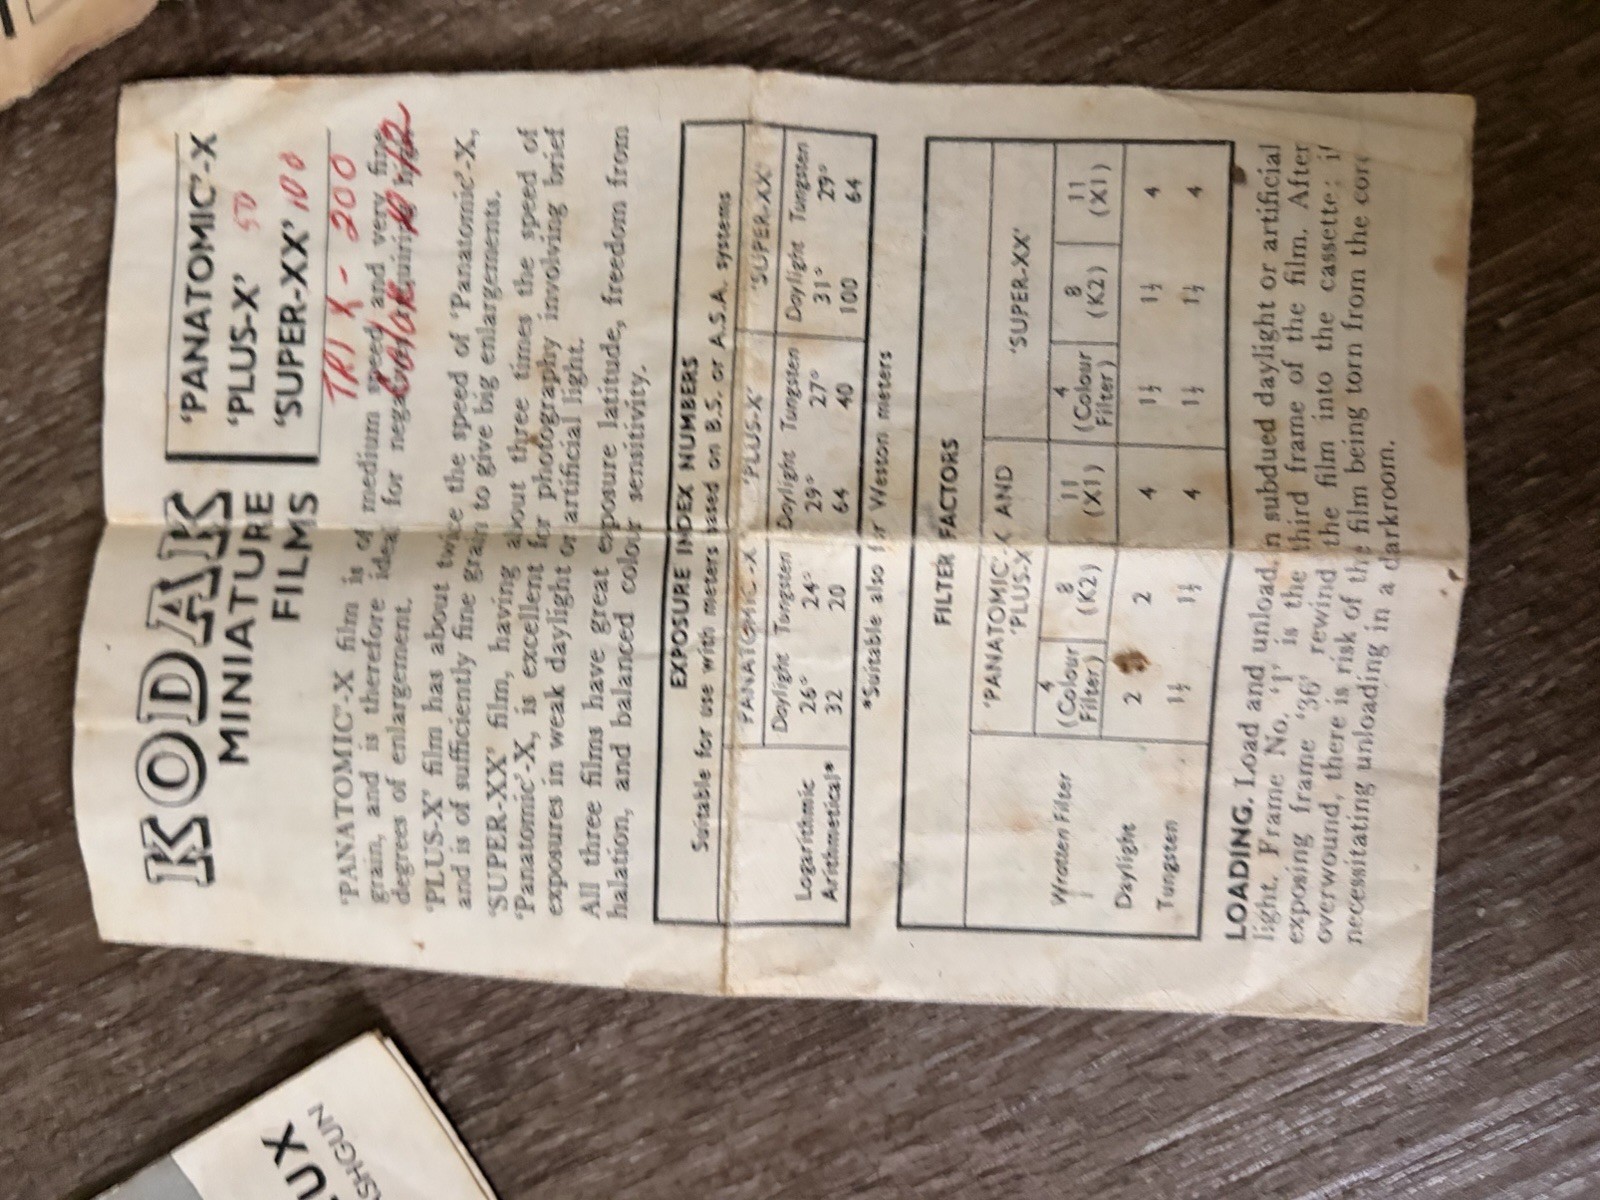 KODAK
MINIATURE
FILMS
'PANATOMIC'-X
'PLUS-X' 50
'SUPER-XX' 100
TRI X - 200
'PANATOMIC'-X film is of medium speed and very fine
grain, and is therefore ideal for negatives requiring high
degrees of enlargement.
'PLUS-X' film has about twice the speed of 'Panatomic'-X,
and is of sufficiently fine grain to give big enlargements.
'SUPER-XX' film, having about three times the speed of
'Panatomic'-X, is excellent for photography involving brief
exposures in weak daylight or artificial light.
All three films have great exposure latitude, freedom from
halation, and balanced colour sensitivity.
EXPOSURE INDEX NUMBERS
Suitable for use with meters based on B.S. or A.S.A. systems
'PANATOMIC'-X 'PLUS-X' 'SUPER-XX'
Daylight Tungsten Daylight Tungsten Daylight Tungsten
Logarithmic 26° 24° 29° 27° 31° 29°
Arithmetical* 32 20 64 40 100 64
*Suitable also for Weston meters
FILTER FACTORS
'PANATOMIC'-X AND
'PLUS-X'
'SUPER-XX'
Wratten Filter
4 (Colour Filter) 8 (K2) 11 (X1) 4 (Colour Filter) 8 (K2) 11 (X1)
Daylight 2 2 4 1½ 1½ 4
Tungsten 1½ 1½ 4 1½ 1½ 4
LOADING. Load and unload in subdued daylight or artificial
light. Frame No. '1' is the third frame of the film. After
exposing frame '36' rewind the film into the cassette; if
overwound, there is risk of the film being torn from the core
necessitating unloading in a darkroom.
UX
SHGUN